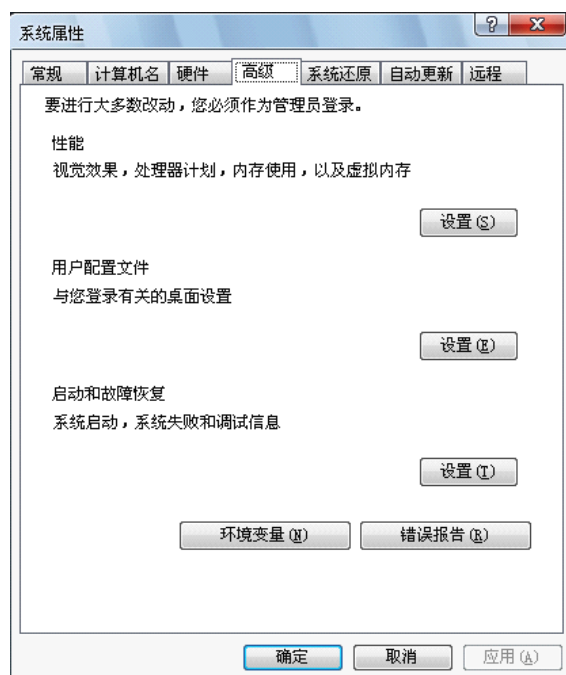 系统属性
常规 计算机名 硬件 高级 系统还原 自动更新 远程
要进行大多数改动，您必须作为管理员登录。
性能
视觉效果，处理器计划，内存使用，以及虚拟内存
设置(S)
用户配置文件
与您登录有关的桌面设置
设置(E)
启动和故障恢复
系统启动，系统失败和调试信息
设置(T)
环境变量(N) 错误报告(R)
确定 取消 应用(A)